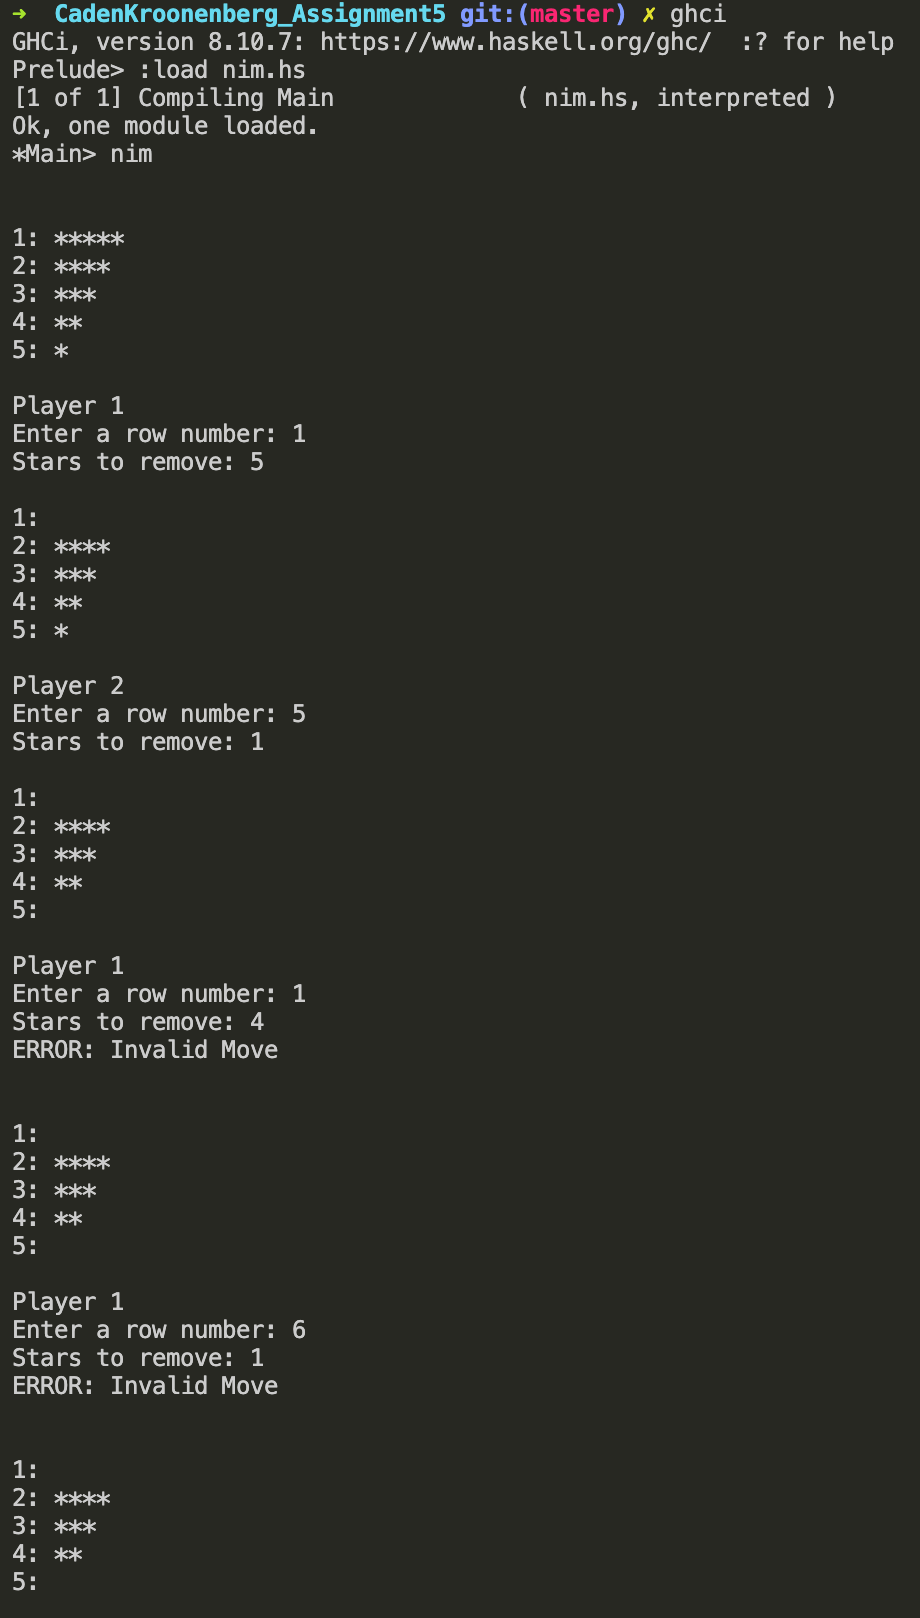 ➜  CadenKroonenberg_Assignment5 git:(master) ✗ ghci
GHCi, version 8.10.7: https://www.haskell.org/ghc/  :? for help
Prelude> :load nim.hs
[1 of 1] Compiling Main             ( nim.hs, interpreted )
Ok, one module loaded.
*Main> nim
1: *****
2: ****
3: ***
4: **
5: *
Player 1
Enter a row number: 1
Stars to remove: 5
1:
2: ****
3: ***
4: **
5: *
Player 2
Enter a row number: 5
Stars to remove: 1
1:
2: ****
3: ***
4: **
5:
Player 1
Enter a row number: 1
Stars to remove: 4
ERROR: Invalid Move
1:
2: ****
3: ***
4: **
5:
Player 1
Enter a row number: 6
Stars to remove: 1
ERROR: Invalid Move
1:
2: ****
3: ***
4: **
5: